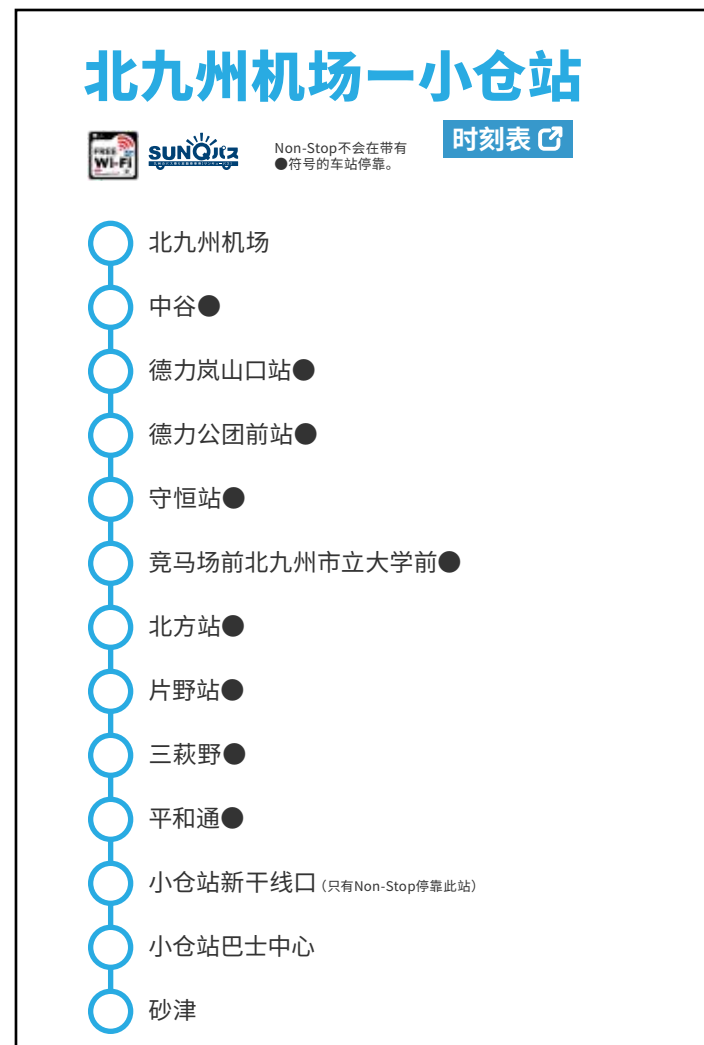 北九州机场一小仓站
FREE
Wi-Fi
SUNQパス
Non-Stop不会在带有
●符号的车站停靠。
时刻表
北九州机场
中谷●
德力岚山口站●
德力公团前站●
守恒站●
竞马场前北九州市立大学前●
北方站●
片野站●
三萩野●
平和通●
小仓站新干线口（只有Non-Stop停靠此站）
小仓站巴士中心
砂津